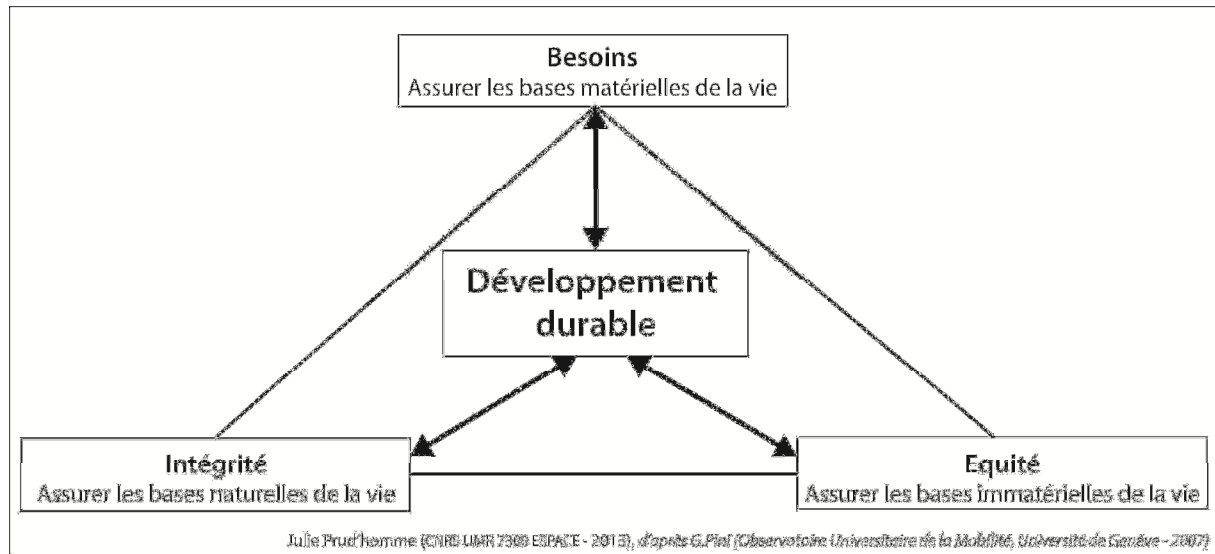 Besoins
Assurer les bases matérielles de la vie
Développement
durable
Intégrité
Assurer les bases naturelles de la vie
Equité
Assurer les bases immatérielles de la vie
Julie Prud'homme (CNRS UMR 7300 ESPACE - 2013), d'après G.Pini (Observatoire Universitaire de la Mobilité, Université de Genève - 2007)